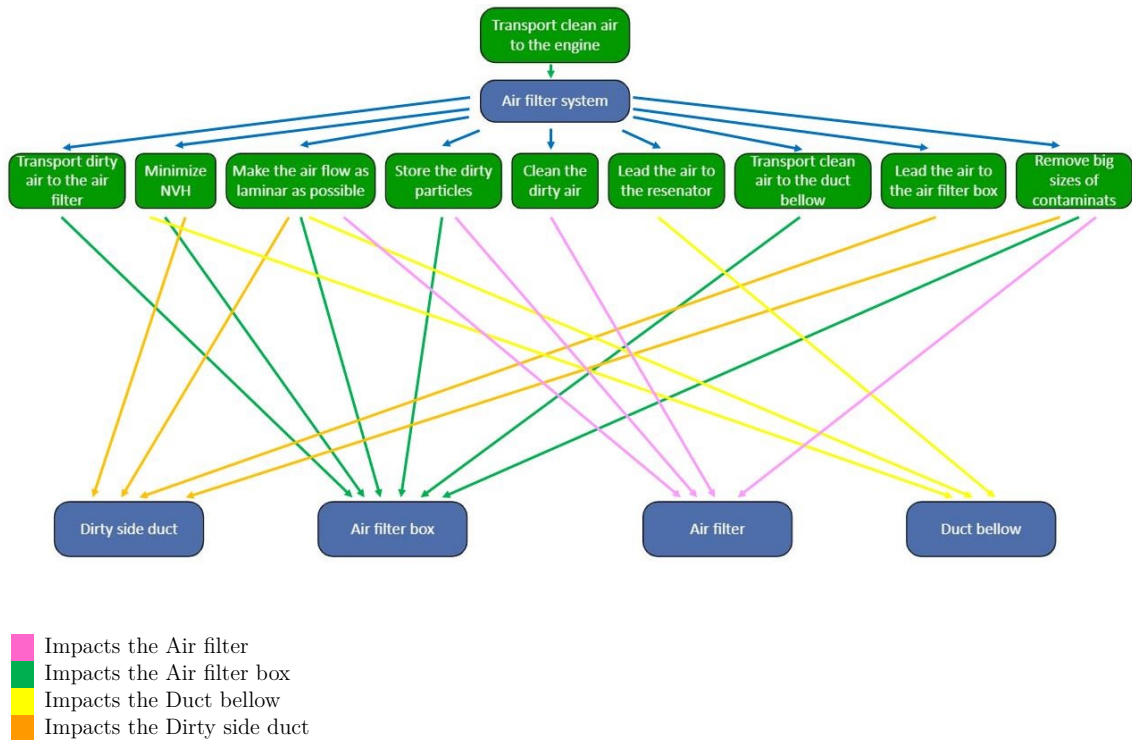 Transport clean air
to the engine
Air filter system
Transport dirty
air to the air
filter
Minimize
NVH
Make the air flow as
laminar as possible
Store the dirty
particles
Clean the
dirty air
Lead the air to
the resenator
Transport clean
air to the duct
bellow
Lead the air to
the air filter box
Remove big
sizes of
contaminats
Dirty side duct
Air filter box
Air filter
Duct bellow
Impacts the Air filter
Impacts the Air filter box
Impacts the Duct bellow
Impacts the Dirty side duct